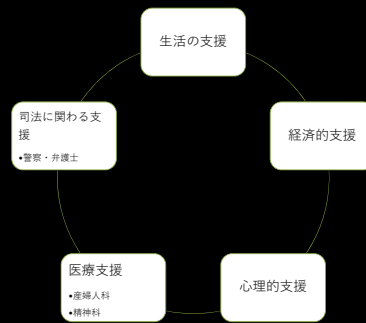 生活の支援
経済的支援
心理的支援
医療支援
•産婦人科
•精神科
司法に関わる支
援
•警察・弁護士